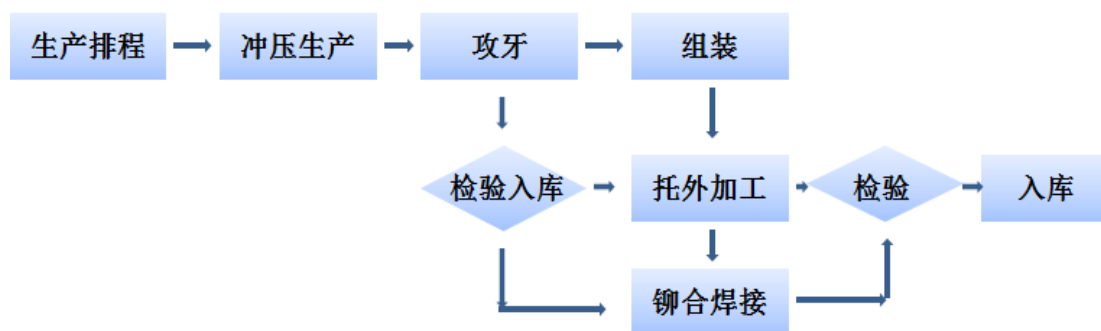 生产排程
冲压生产
攻牙
组装
检验入库
托外加工
检验
入库
铆合焊接